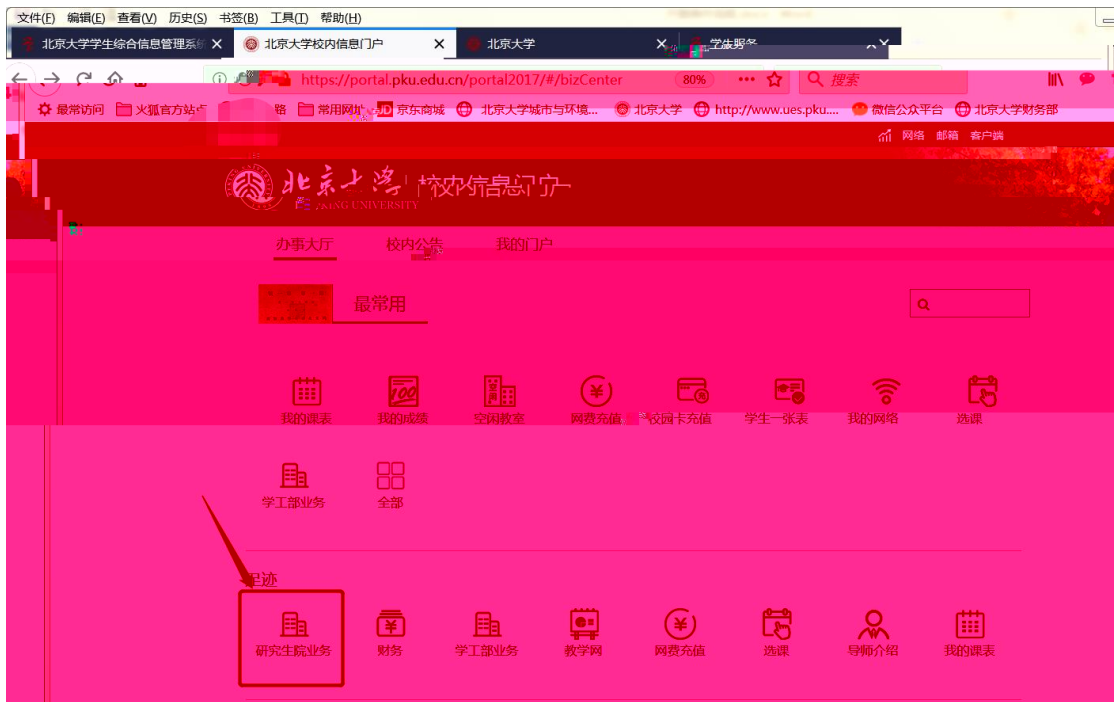 文件(F) 编辑(E) 查看(V) 历史(S) 书签(B) 工具(T) 帮助(H)
北京大学学生综合信息管理系统 北京大学校内信息门户 北京大学 学生服务
https://portal.pku.edu.cn/portal2017/#/bizCenter 80% 搜索
最常访问 火狐官方站点 常用网址 JD 京东商城 北京大学城市与环境... 北京大学 http://www.ues.pku.... 微信公众平台 北京大学财务部
网络 邮箱 客户端
北京大学 校内信息门户
UNIVERSITY
办事大厅 校内公告 我的门户
最常用
我的课表 我的成绩 空闲教室 网费充值 校园卡充值 学生一张表 我的网络 选课
学工部业务 全部
足迹
研究生院业务 财务 学工部业务 教学网 网费充值 选课 导师介绍 我的课表